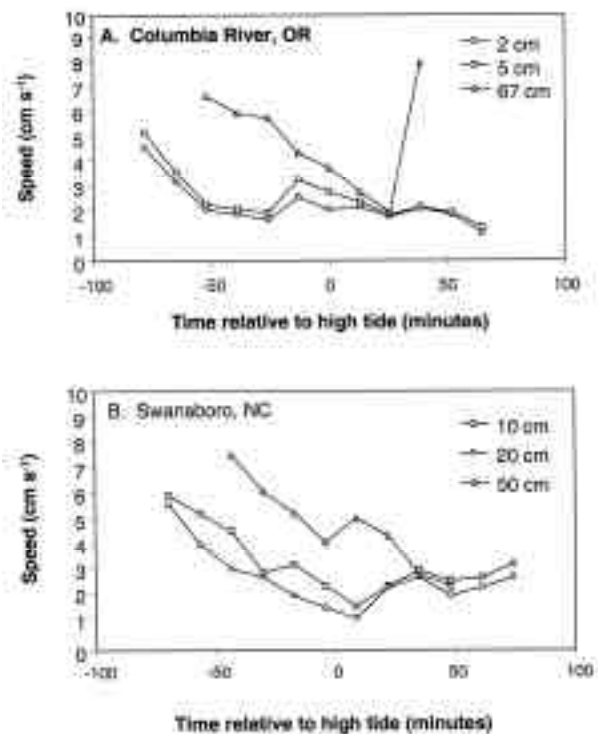 10
A. Columbia River, OR
9
2 cm
8
5 cm
7
67 cm
6
5
4
3
2
1
0
Speed (cm s⁻¹)
-100
-50
0
50
100
Time relative to high tide (minutes)
10
B. Swansboro, NC
9
10 cm
8
20 cm
7
50 cm
6
5
4
3
2
1
0
Speed (cm s⁻¹)
-100
-50
0
50
100
Time relative to high tide (minutes)